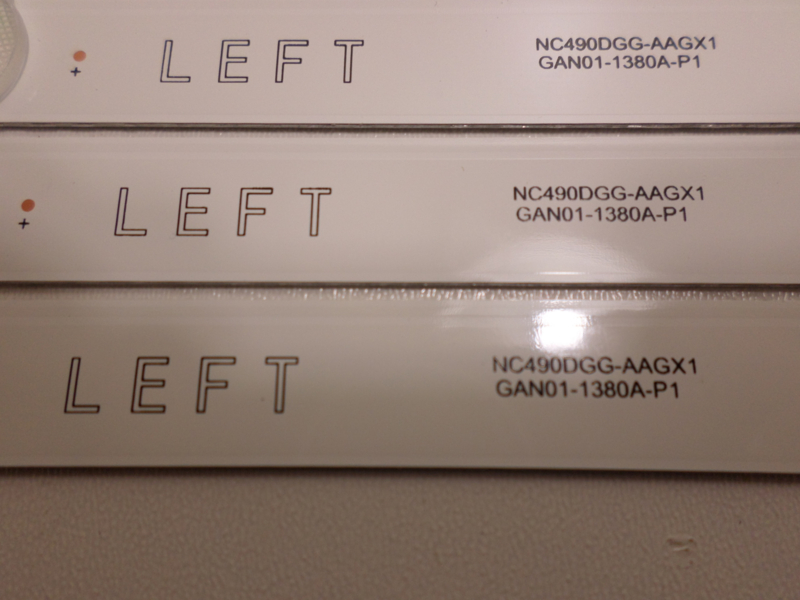 LEFT
NC490DGG-AAGX1
GAN01-1380A-P1
+
LEFT
NC490DGG-AAGX1
GAN01-1380A-P1
+
LEFT
NC490DGG-AAGX1
GAN01-1380A-P1